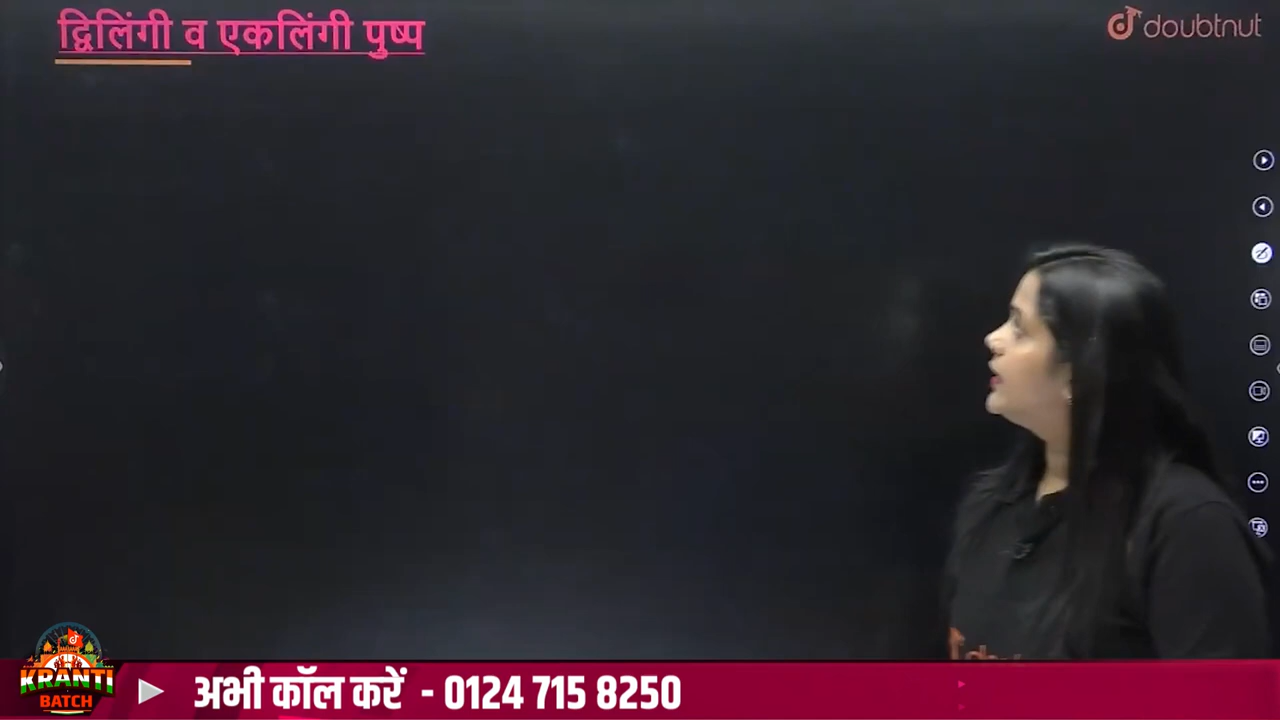 द्विलिंगी व एकलिंगी पुष्प
doubtnut
KRANTI
BATCH
अभी कॉल करें - 0124 715 8250